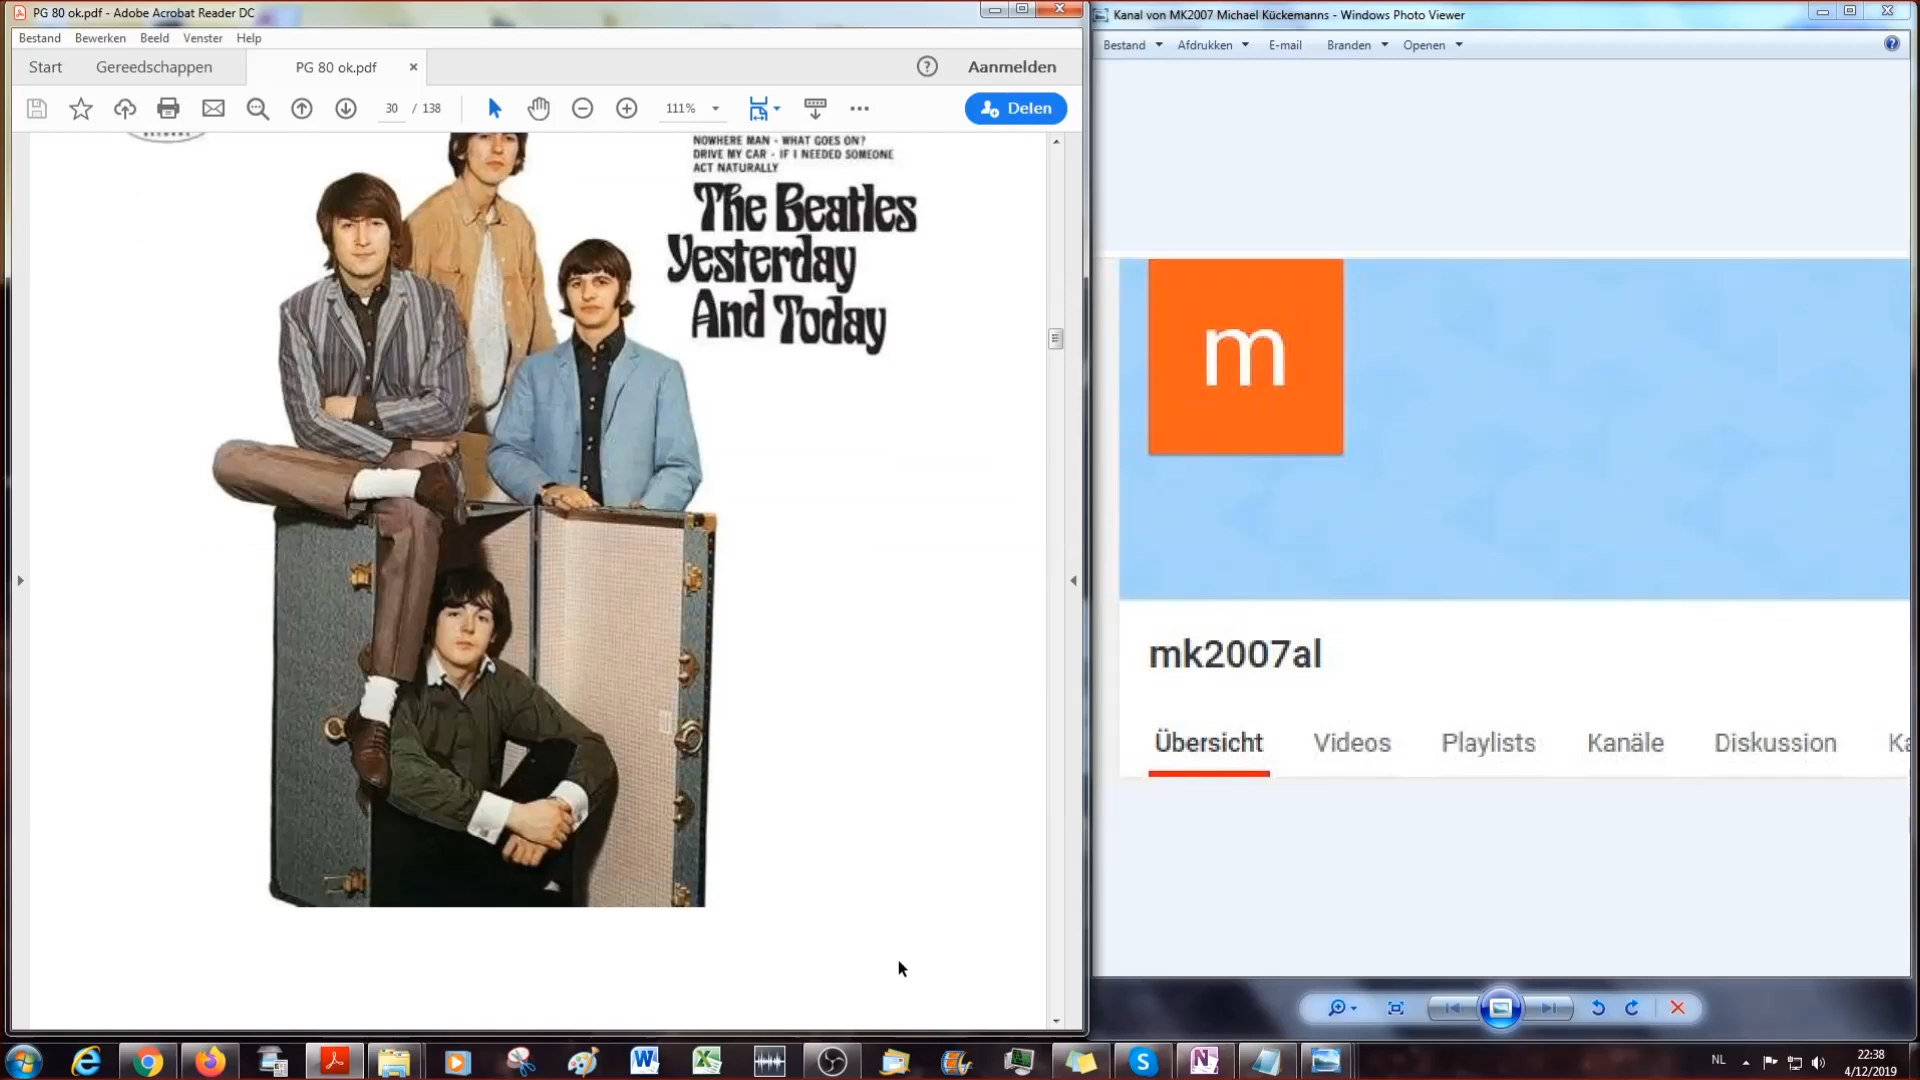 PG 80 ok.pdf - Adobe Acrobat Reader DC
Bestand Bewerken Beeld Venster Help
Start Gereedschappen PG 80 ok.pdf × Aanmelden
30 / 138 111% Delen
NOWHERE MAN · WHAT GOES ON?
DRIVE MY CAR · IF I NEEDED SOMEONE
ACT NATURALLY
The Beatles
Yesterday
And Today
Kanal von MK2007 Michael Kückemanns - Windows Photo Viewer
Bestand Afdrukken E-mail Branden Openen
m
mk2007al
Übersicht Videos Playlists Kanäle Diskussion
NL 22:38
4/12/2019